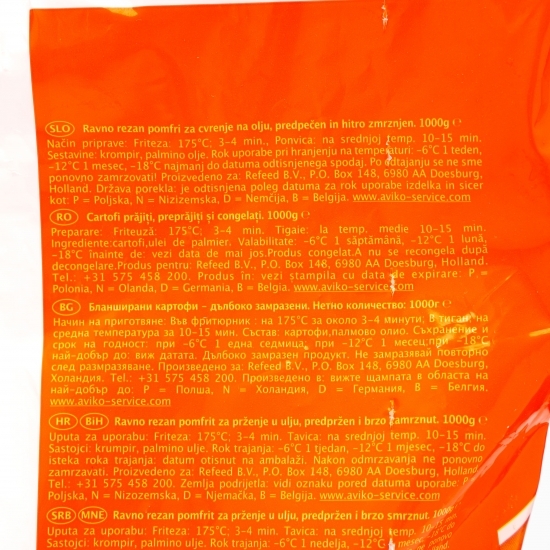 SLO Ravno rezan pomfri za cvrenje na olju, predpečen in hitro zmrznjen. 1000g e
Način priprave: Friteza: 175°C, 3–4 min., Ponvica: na srednjoj temp. 10–15 min.
Sestavine: krompir, palmino olje. Rok uporabe pri hranjenju na temperaturi: –6°C 1 teden,
–12°C 1 mesec, –18°C najmanj do datuma odtisnjenega spodaj. Po odtajanju se ne sme
ponovno zamrzovati! Proizvedeno za: Refeed B.V., P.O. Box 148, 6980 AA Doesburg,
Holland. Država porekla: je odtisnjena poleg datuma za rok uporabe izdelka in sicer
kot: P = Poljska, N = Nizizemska, D = Nemčija, B = Belgija. www.aviko-service.com
RO Cartofi prăjiți, preprăjiți și congelați. 1000g e
Preparare: Friteuză: 175°C; 3–4 min. Tigaie: la temp. medie 10–15 min.
Ingrediente:cartofi,ulei de palmier. Valabilitate: –6°C 1 săptămână, –12°C 1 lună,
–18°C înainte de: vezi data de mai jos.Produs congelat.A nu se recongela după
decongelare.Produs pentru: Refeed B.V., P.O. Box 148, 6980 AA Doesburg, Holland.
Tel.: +31 575 458 200. Produs în: vezi ștampila cu data de expirare: P =
Polonia, N = Olanda, D = Germania, B = Belgia. www.aviko-service.com
BG Бланширани картофи – дълбоко замразени. Нетно количество: 1000г e
Начин на приготвяне: Във фритюрник : на 175°C за около 3–4 минути. В тиган: на
средна температура за 10–15 мин. Състав: картофи,палмово олио. Съхранение и
срок на годност: при –6°C 1 една седмица, при –12°C 1 месец,при –18°C
най–добър до: виж датата. Дълбоко замразен продукт. Не замразявай повторно
след размразяване. Произведено за: Refeed B.V., P.O. Box 148, 6980 AA Doesburg,
Холандия. Тел.: +31 575 458 200. Произведено в: вижте щампата в областта на
най–добър до: P = Полша, N = Холандия, D = Германия, B = Белгия,
www.aviko-service.com
HR BiH Ravno rezan pomfrit za prženje u ulju, predpržen i brzo zamrznut. 1000g e
Uputa za uporabu: Friteza: 175°C; 3–4 min. Tavica: na srednjoj temp. 10–15 min.
Sastojci: krumpir, palmino ulje. Rok trajanja: –6°C 1 tjedan, –12°C 1 mjesec, –18°C do
isteka roka trajanja: datum otisnut na ambalaži. Nakon odmrzavanja ne ponovno
zamrzavati. Proizvedeno za: Refeed B.V., P.O. Box 148, 6980 AA Doesburg, Holland.
Tel.: +31 575 458 200. Zemlja podrijetla: vidi oznaku pored datuma uporabe: P =
Poljska, N = Nizozemska, D = Njemačka, B = Belgija. www.aviko-service.com
SRB MNE Ravno rezan pomfrit za prženje u ulju, predpržen i brzo smrznut. 1000g
Uputa za uporabu: Friteza: 175°C; 3–4 min. Tavica: na srednjoj temp.
Sastojci: krumpir, palmino ulje. Rok trajanja: –6°C 1 nedelja, –12°C